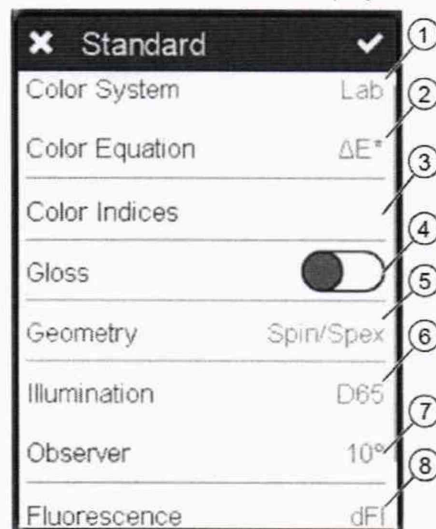 Standard
Color System Lab
Color Equation ΔE*
Color Indices
Gloss
Geometry Spin/Spex
Illumination D65
Observer 10°
Fluorescence dFl
1
2
3
4
5
6
7
8